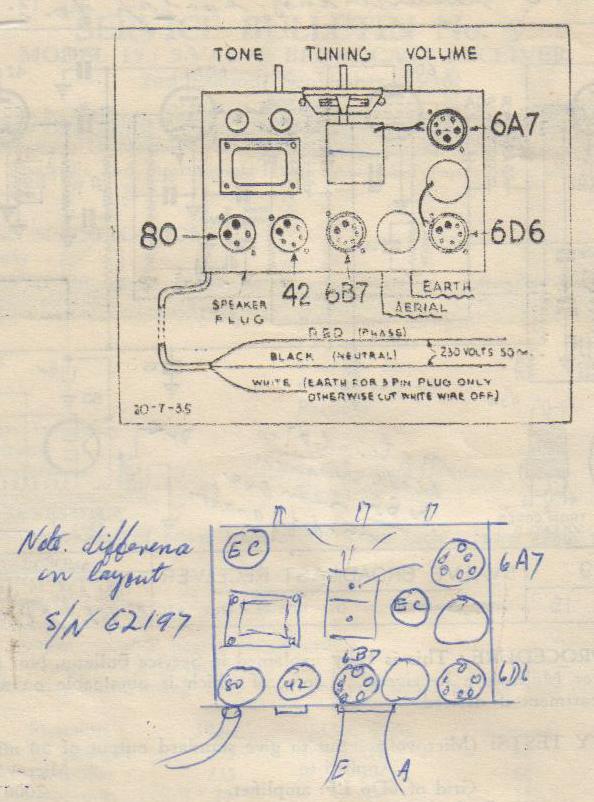 TONE TUNING VOLUME
6A7
80
6D6
42 6B7
SPEAKER
PLUG
EARTH
AERIAL
RED (PHASE)
BLACK (NEUTRAL)
230 VOLTS 50~.
WHITE (EARTH FOR 3 PIN PLUG ONLY
OTHERWISE CUT WHITE WIRE OFF)
20-7-35
Note. differena
in layout
S/N 62197
EC
6A7
EC
6B7
80
42
6D6
E A